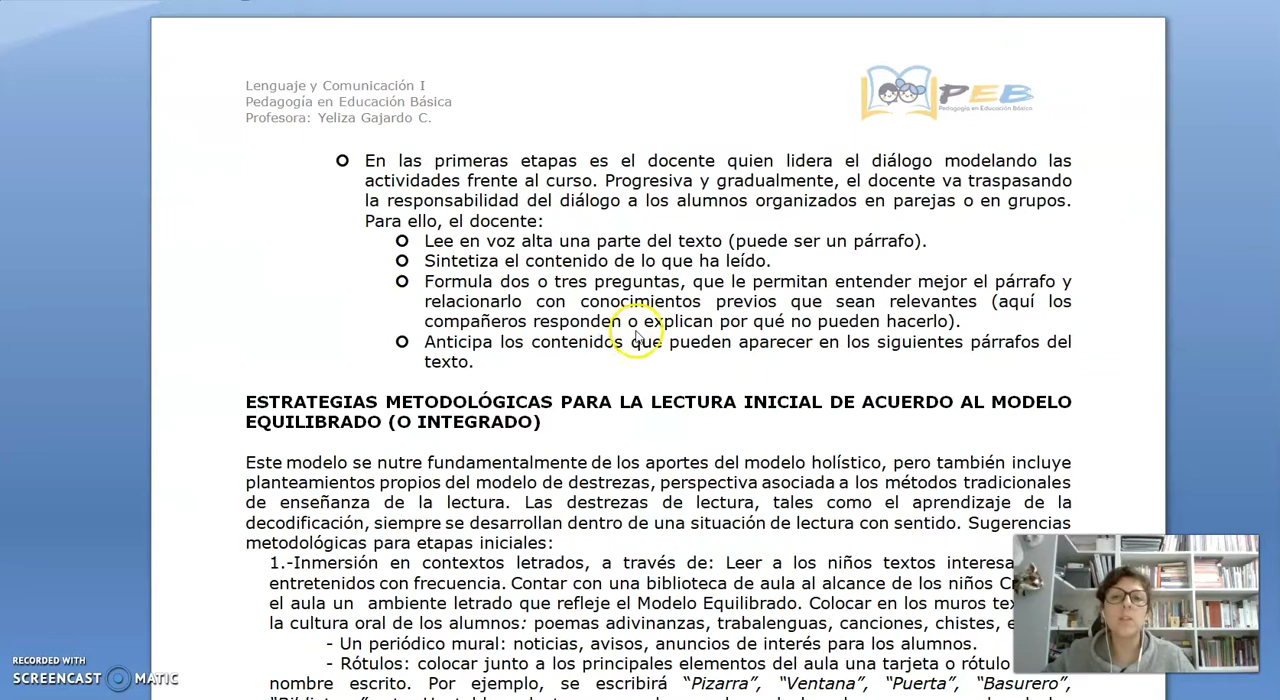 Lenguaje y Comunicación I
Pedagogía en Educación Básica
Profesora: Yeliza Gajardo C.
PEB
Pedagogía en Educación Básica
En las primeras etapas es el docente quien lidera el diálogo modelando las
actividades frente al curso. Progresiva y gradualmente, el docente va traspasando
la responsabilidad del diálogo a los alumnos organizados en parejas o en grupos.
Para ello, el docente:
Lee en voz alta una parte del texto (puede ser un párrafo).
Sintetiza el contenido de lo que ha leído.
Formula dos o tres preguntas, que le permitan entender mejor el párrafo y
relacionarlo con conocimientos previos que sean relevantes (aquí los
compañeros responden o explican por qué no pueden hacerlo).
Anticipa los contenidos que pueden aparecer en los siguientes párrafos del
texto.
ESTRATEGIAS METODOLÓGICAS PARA LA LECTURA INICIAL DE ACUERDO AL MODELO
EQUILIBRADO (O INTEGRADO)
Este modelo se nutre fundamentalmente de los aportes del modelo holístico, pero también incluye
planteamientos propios del modelo de destrezas, perspectiva asociada a los métodos tradicionales
de enseñanza de la lectura. Las destrezas de lectura, tales como el aprendizaje de la
decodificación, siempre se desarrollan dentro de una situación de lectura con sentido. Sugerencias
metodológicas para etapas iniciales:
1.-Inmersión en contextos letrados, a través de: Leer a los niños textos
entretenidos con frecuencia. Contar con una biblioteca de aula al alcance de los niños
el aula un ambiente letrado que refleje el Modelo Equilibrado. Colocar en los muros
la cultura oral de los alumnos: poemas adivinanzas, trabalenguas, canciones, chistes,
- Un periódico mural: noticias, avisos, anuncios de interés para los alumnos.
- Rótulos: colocar junto a los principales elementos del aula una tarjeta o rótulo
nombre escrito. Por ejemplo, se escribirá "Pizarra", "Ventana", "Puerta", "Basurero",
RECORDED WITH
SCREENCAST MATIC